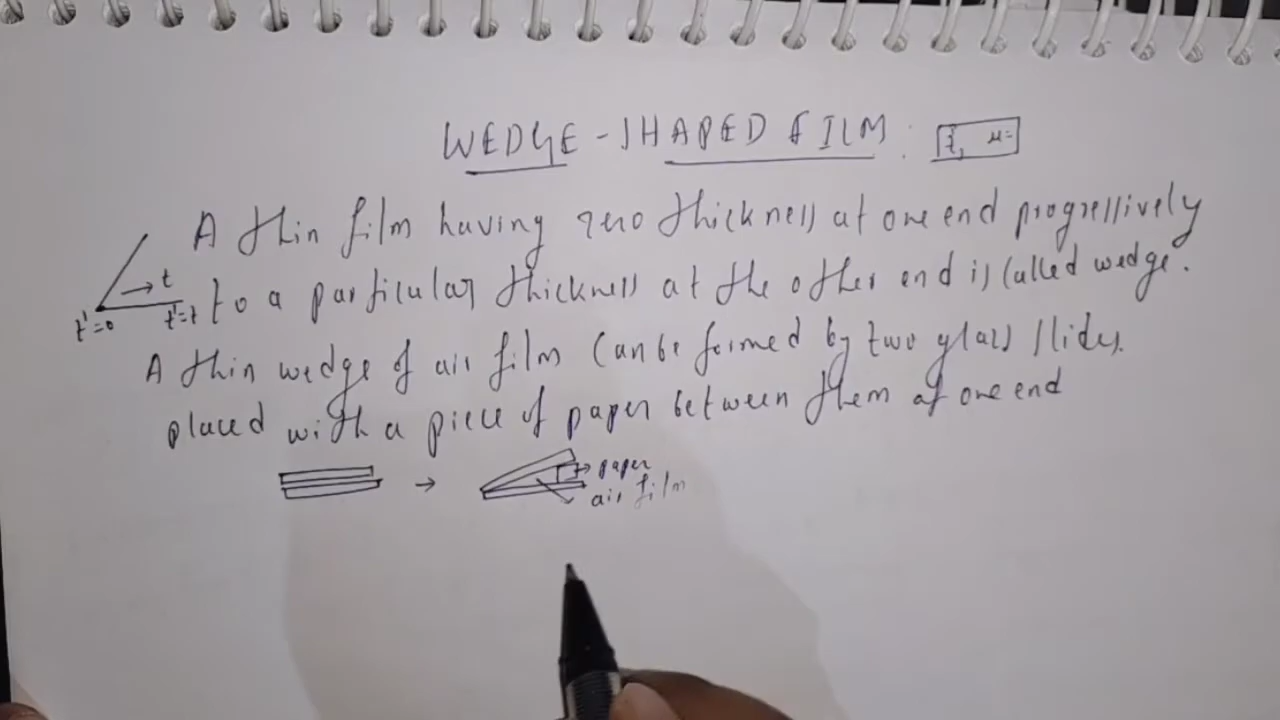 WEDGE-SHAPED FILM : t, μ=
A thin film having zero thickness at one end progressively
to a particular thickness at the other end is called wedge.
t
t'=0 t'=t
A thin wedge of air film can be formed by two glass slides
placed with a piece of paper between them at one end
→ paper
air film